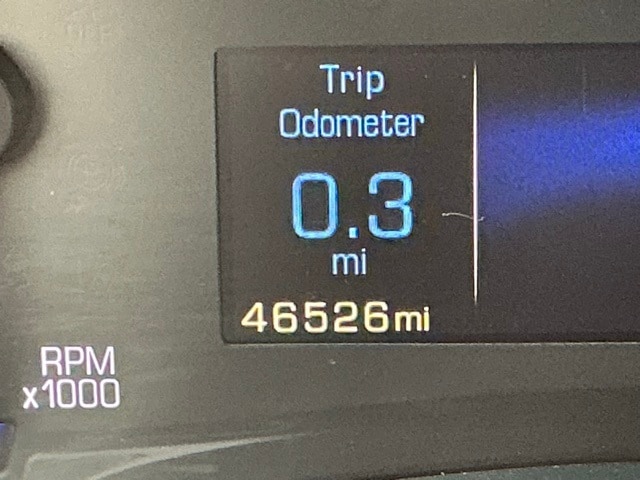 Trip
Odometer
0.3
mi
46526mi
RPM
x1000